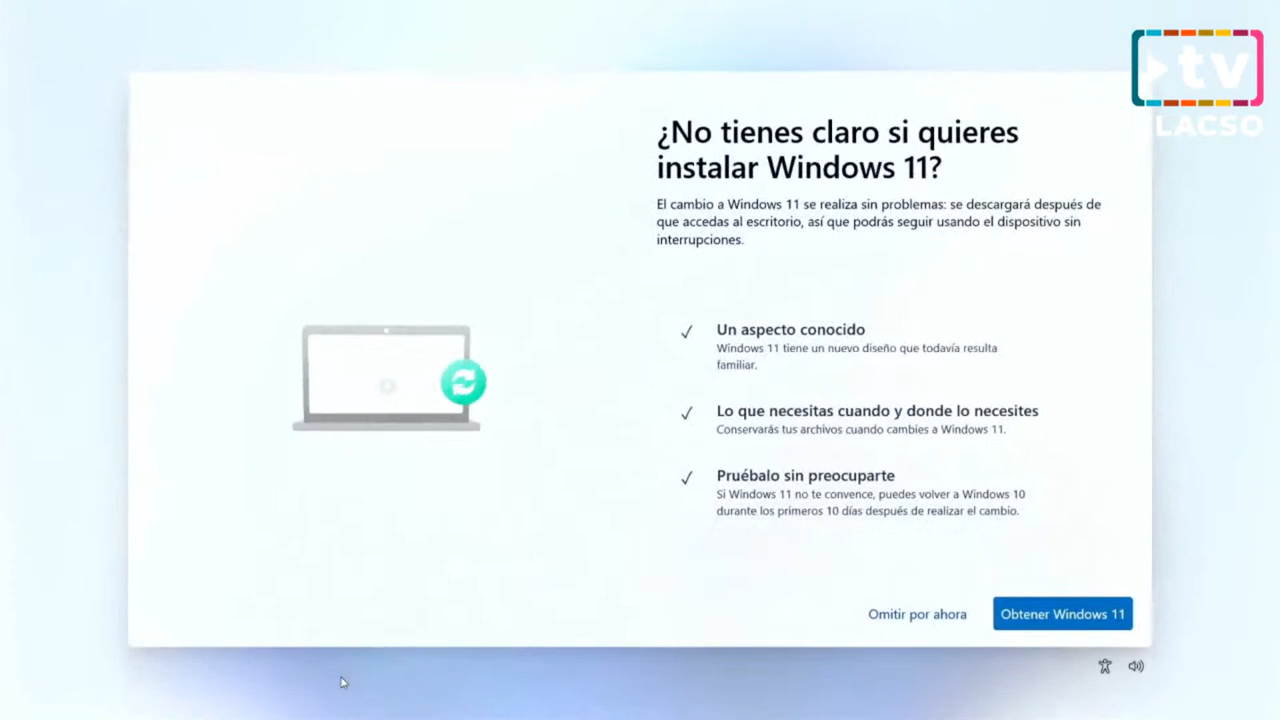 tv
LACSO
¿No tienes claro si quieres
instalar Windows 11?
El cambio a Windows 11 se realiza sin problemas: se descargará después de
que accedas al escritorio, así que podrás seguir usando el dispositivo sin
interrupciones.
Un aspecto conocido
Windows 11 tiene un nuevo diseño que todavía resulta
familiar.
Lo que necesitas cuando y donde lo necesites
Conservarás tus archivos cuando cambies a Windows 11.
Pruébalo sin preocuparte
Si Windows 11 no te convence, puedes volver a Windows 10
durante los primeros 10 días después de realizar el cambio.
Omitir por ahora
Obtener Windows 11